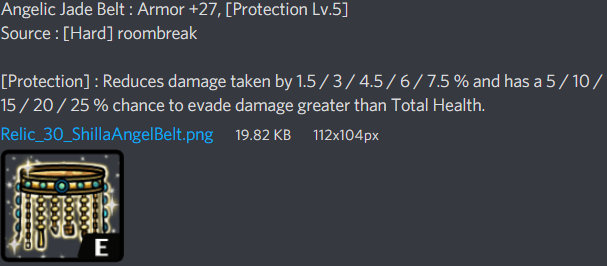 Angelic Jade Belt : Armor +27, [Protection Lv.5]
Source : [Hard] roombreak
[Protection] : Reduces damage taken by 1.5 / 3 / 4.5 / 6 / 7.5 % and has a 5 / 10 /
15 / 20 / 25 % chance to evade damage greater than Total Health.
Relic_30_ShillaAngelBelt.png 19.82 KB 112x104px
E